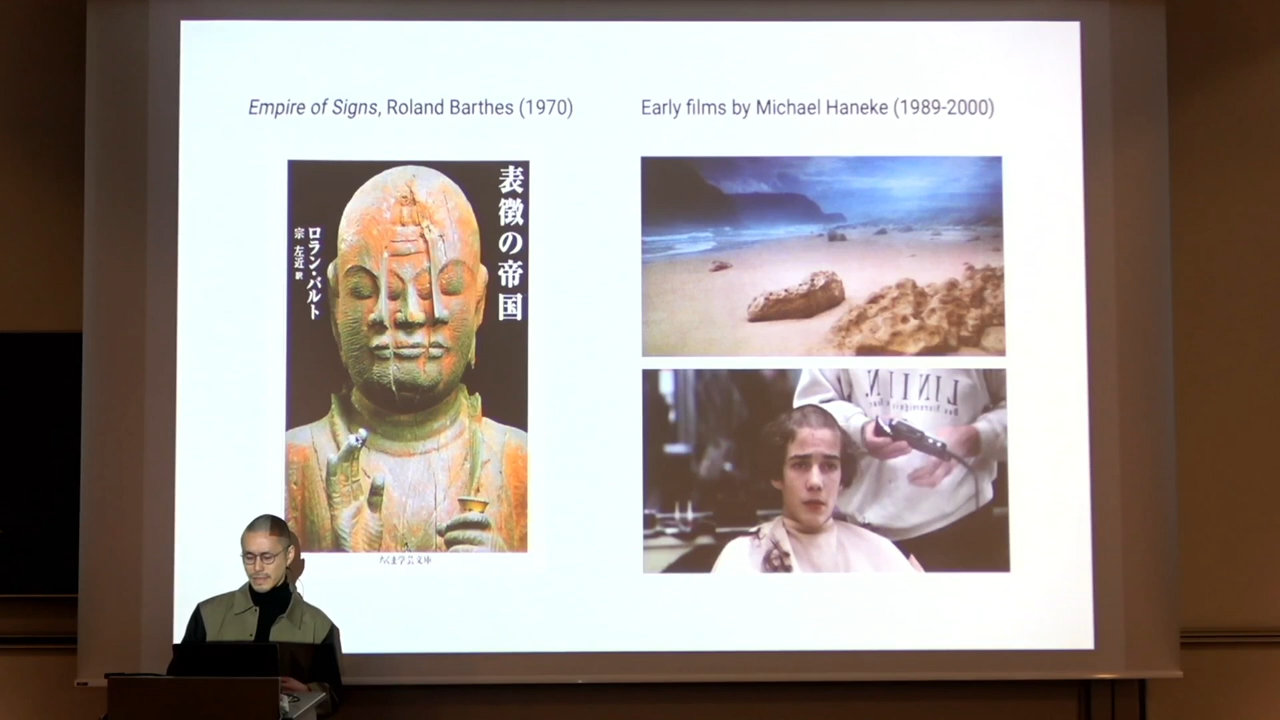 Empire of Signs, Roland Barthes (1970)
Early films by Michael Haneke (1989-2000)
表徴の帝国
ロラン・バルト
宗 左近 訳
ちくま学芸文庫
LININ.